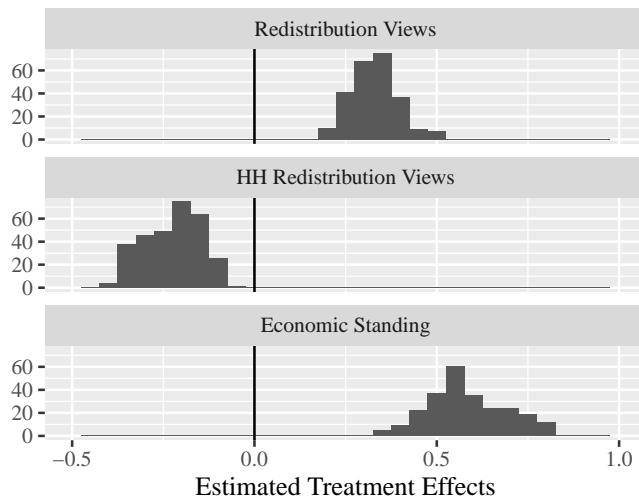 Redistribution Views
60
40
20
0
HH Redistribution Views
60
40
20
0
Economic Standing
60
40
20
0
−0.5 0.0 0.5 1.0
Estimated Treatment Effects